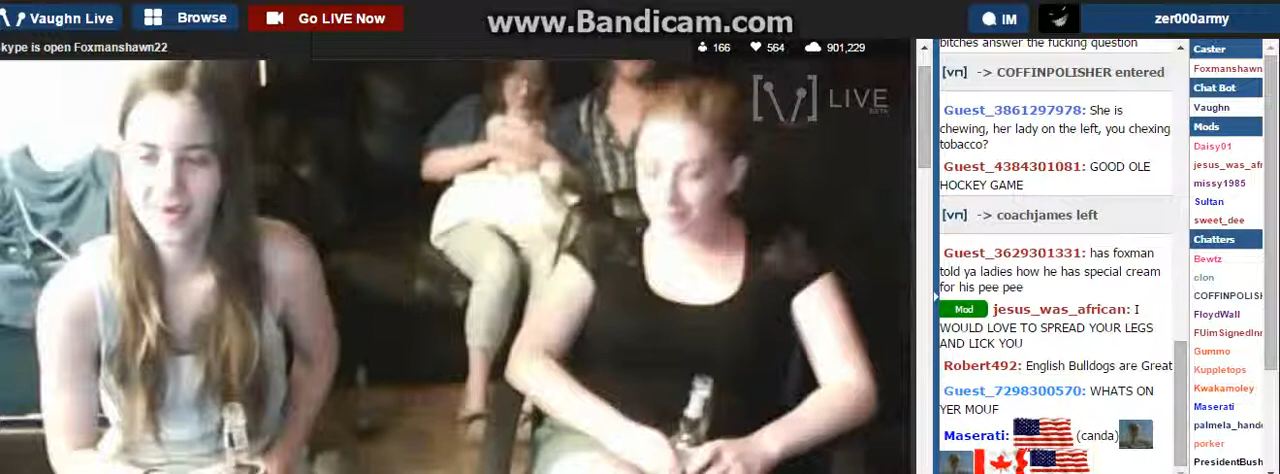 Vaughn Live
Browse
Go LIVE Now
www.Bandicam.com
IM
zer000army
kype is open Foxmanshawn22
166
564
901,229
LIVE
BETA
bitches answer the fucking question
[vn] -> COFFINPOLISHER entered
Guest_3861297978: She is
chewing, her lady on the left, you chexing
tobacco?
Guest_4384301081: GOOD OLE
HOCKEY GAME
[vn] -> coachjames left
Guest_3629301331: has foxman
told ya ladies how he has special cream
for his pee pee
Mod jesus_was_african: I
WOULD LOVE TO SPREAD YOUR LEGS
AND LICK YOU
Robert492: English Bulldogs are Great
Guest_7298300570: WHATS ON
YER MOUF
Maserati: (canda)
Caster
Foxmanshawn
Chat Bot
Vaughn
Mods
Daisy01
jesus_was_afr
missy1985
Sultan
sweet_dee
Chatters
Bewtz
clon
COFFINPOLISH
FloydWall
FUimSignedInn
Gummo
Kuppletops
Kwakamoley
Maserati
palmela_hand
porker
PresidentBush